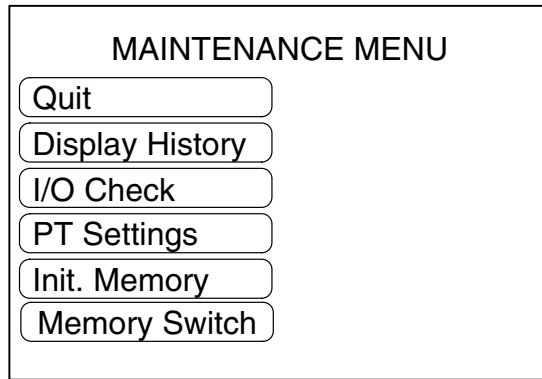 MAINTENANCE MENU
Quit
Display History
I/O Check
PT Settings
Init. Memory
Memory Switch